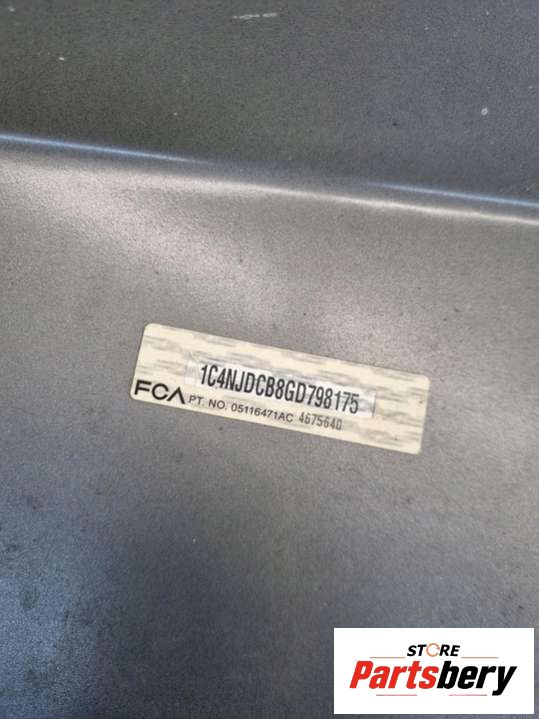 1C4NJDCB8GD798175
FCA PT. NO. 05116471AC 4675640
STORE
Partsbery